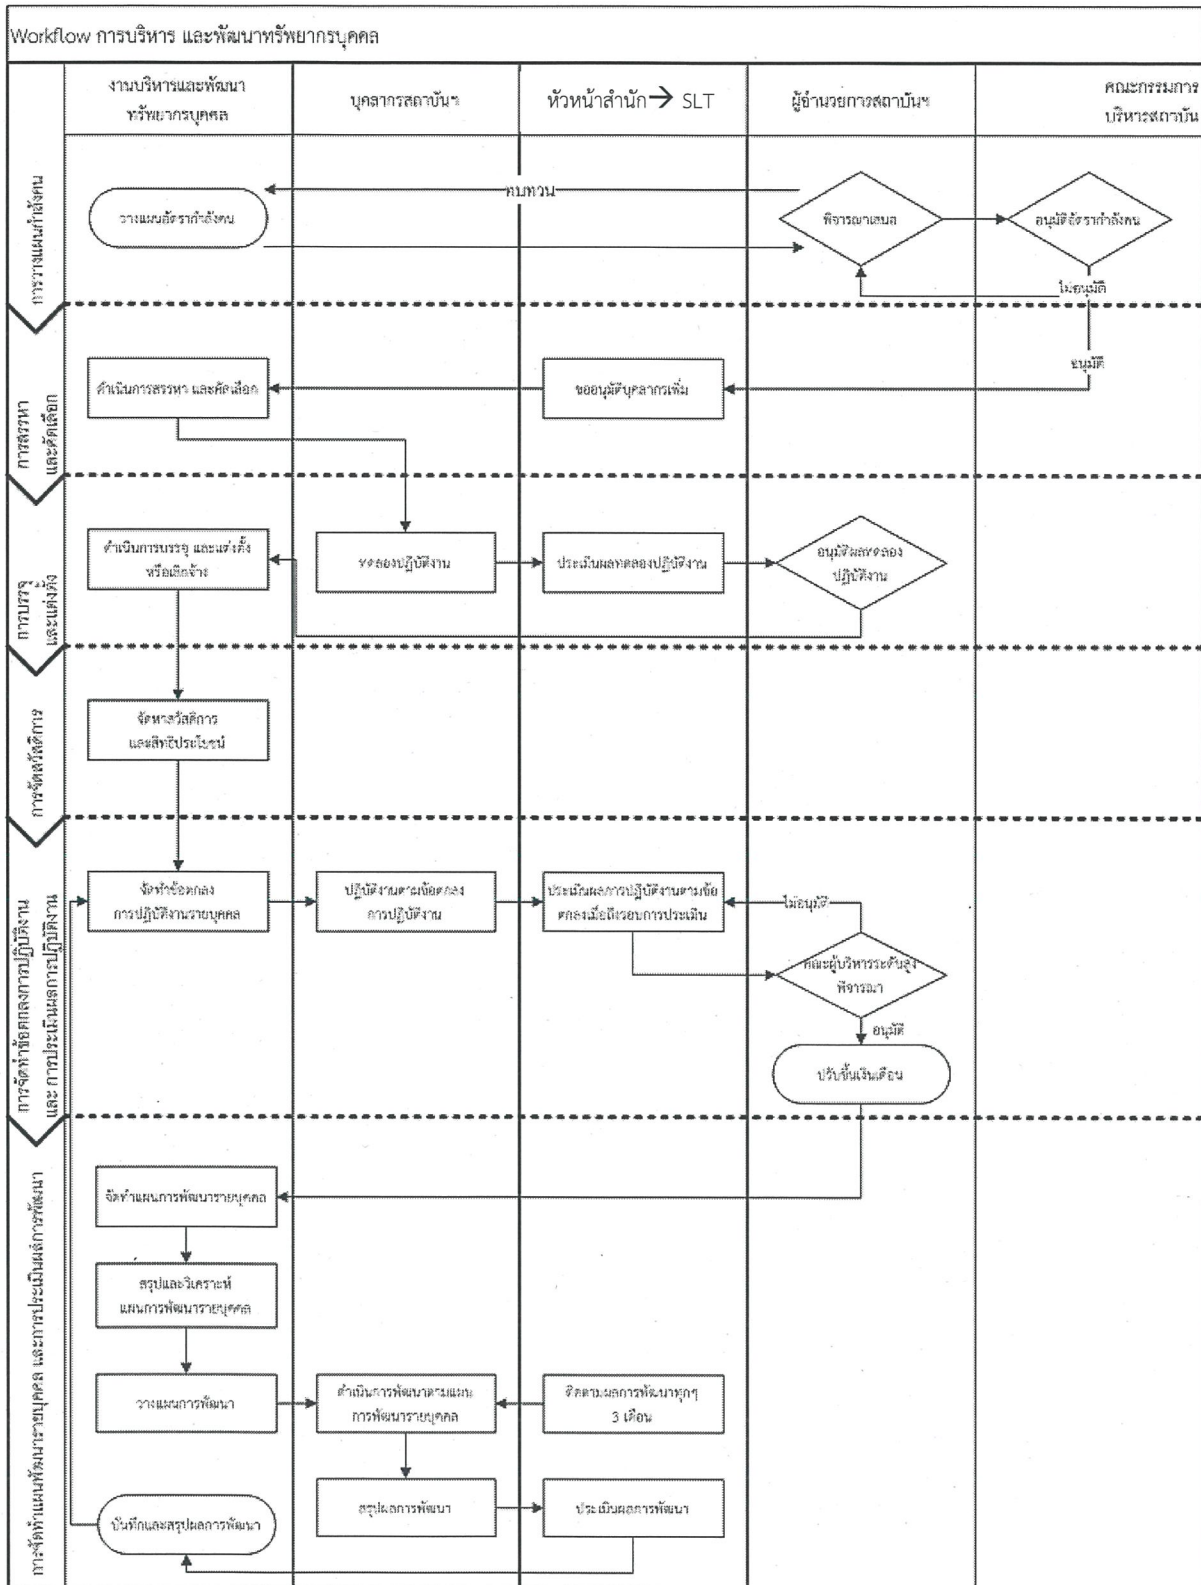 Workflow การบริหาร และพัฒนาทรัพยากรบุคคล
งานบริหารและพัฒนา
ทรัพยากรบุคคล
บุคลากรสถาบันฯ
หัวหน้าสำนัก→ SLT
ผู้อำนวยการสถาบันฯ
คณะกรรมการ
บริหารสถาบัน
การวางแผนกำลังคน
วางแผนอัตรากำลังคน
ทบทวน
พิจารณาเสนอ
อนุมัติอัตรากำลังคน
ไม่อนุมัติ
อนุมัติ
การสรรหา
และคัดเลือก
ดำเนินการสรรหา และคัดเลือก
ขออนุมัติบุคลากรเพิ่ม
การบรรจุ
และแต่งตั้ง
ดำเนินการบรรจุ และแต่งตั้ง
หรือเลิกจ้าง
ทดลองปฏิบัติงาน
ประเมินผลทดลองปฏิบัติงาน
อนุมัติผลทดลอง
ปฏิบัติงาน
การจัดสวัสดิการ
จัดหาสวัสดิการ
และสิทธิประโยชน์
การจัดทำข้อตกลงการปฏิบัติงาน
และ การประเมินผลการปฏิบัติงาน
จัดทำข้อตกลง
การปฏิบัติงานรายบุคคล
ปฏิบัติงานตามข้อตกลง
การปฏิบัติงาน
ประเมินผลการปฏิบัติงานตามข้อ
ตกลงเมื่อถึงรอบการประเมิน
ไม่อนุมัติ
คณะผู้บริหารระดับสูง
พิจารณา
อนุมัติ
ปรับขึ้นเงินเดือน
การจัดทำแผนพัฒนารายบุคคล และการประเมินผลการพัฒนา
จัดทำแผนการพัฒนารายบุคคล
สรุปและวิเคราะห์
แผนการพัฒนารายบุคคล
วางแผนการพัฒนา
ดำเนินการพัฒนาตามแผน
การพัฒนารายบุคคล
ติดตามผลการพัฒนาทุกๆ
3 เดือน
สรุปผลการพัฒนา
ประเมินผลการพัฒนา
บันทึกและสรุปผลการพัฒนา